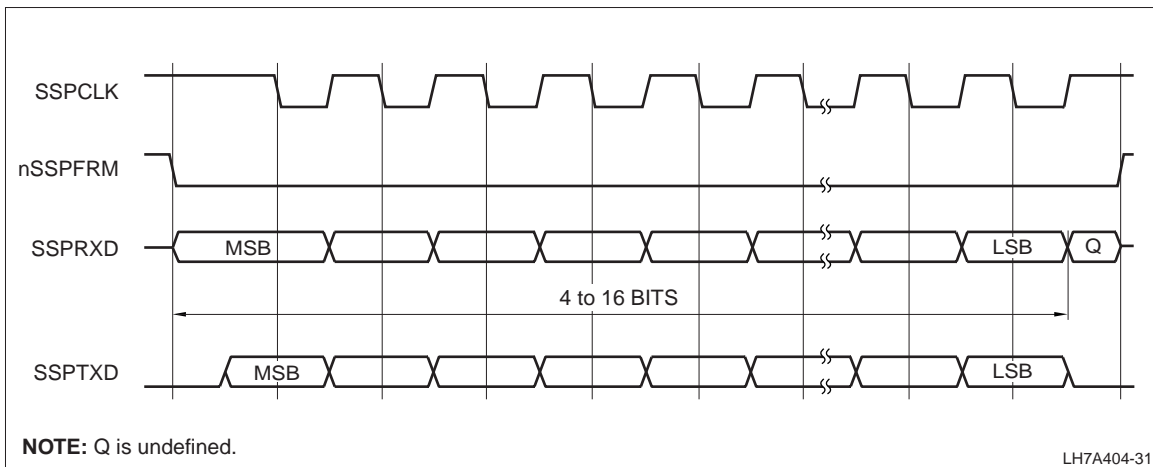 SSPCLK
nSSPFRM
SSPRXD
MSB
LSB
Q
4 to 16 BITS
SSPTXD
MSB
LSB
NOTE: Q is undefined.
LH7A404-31